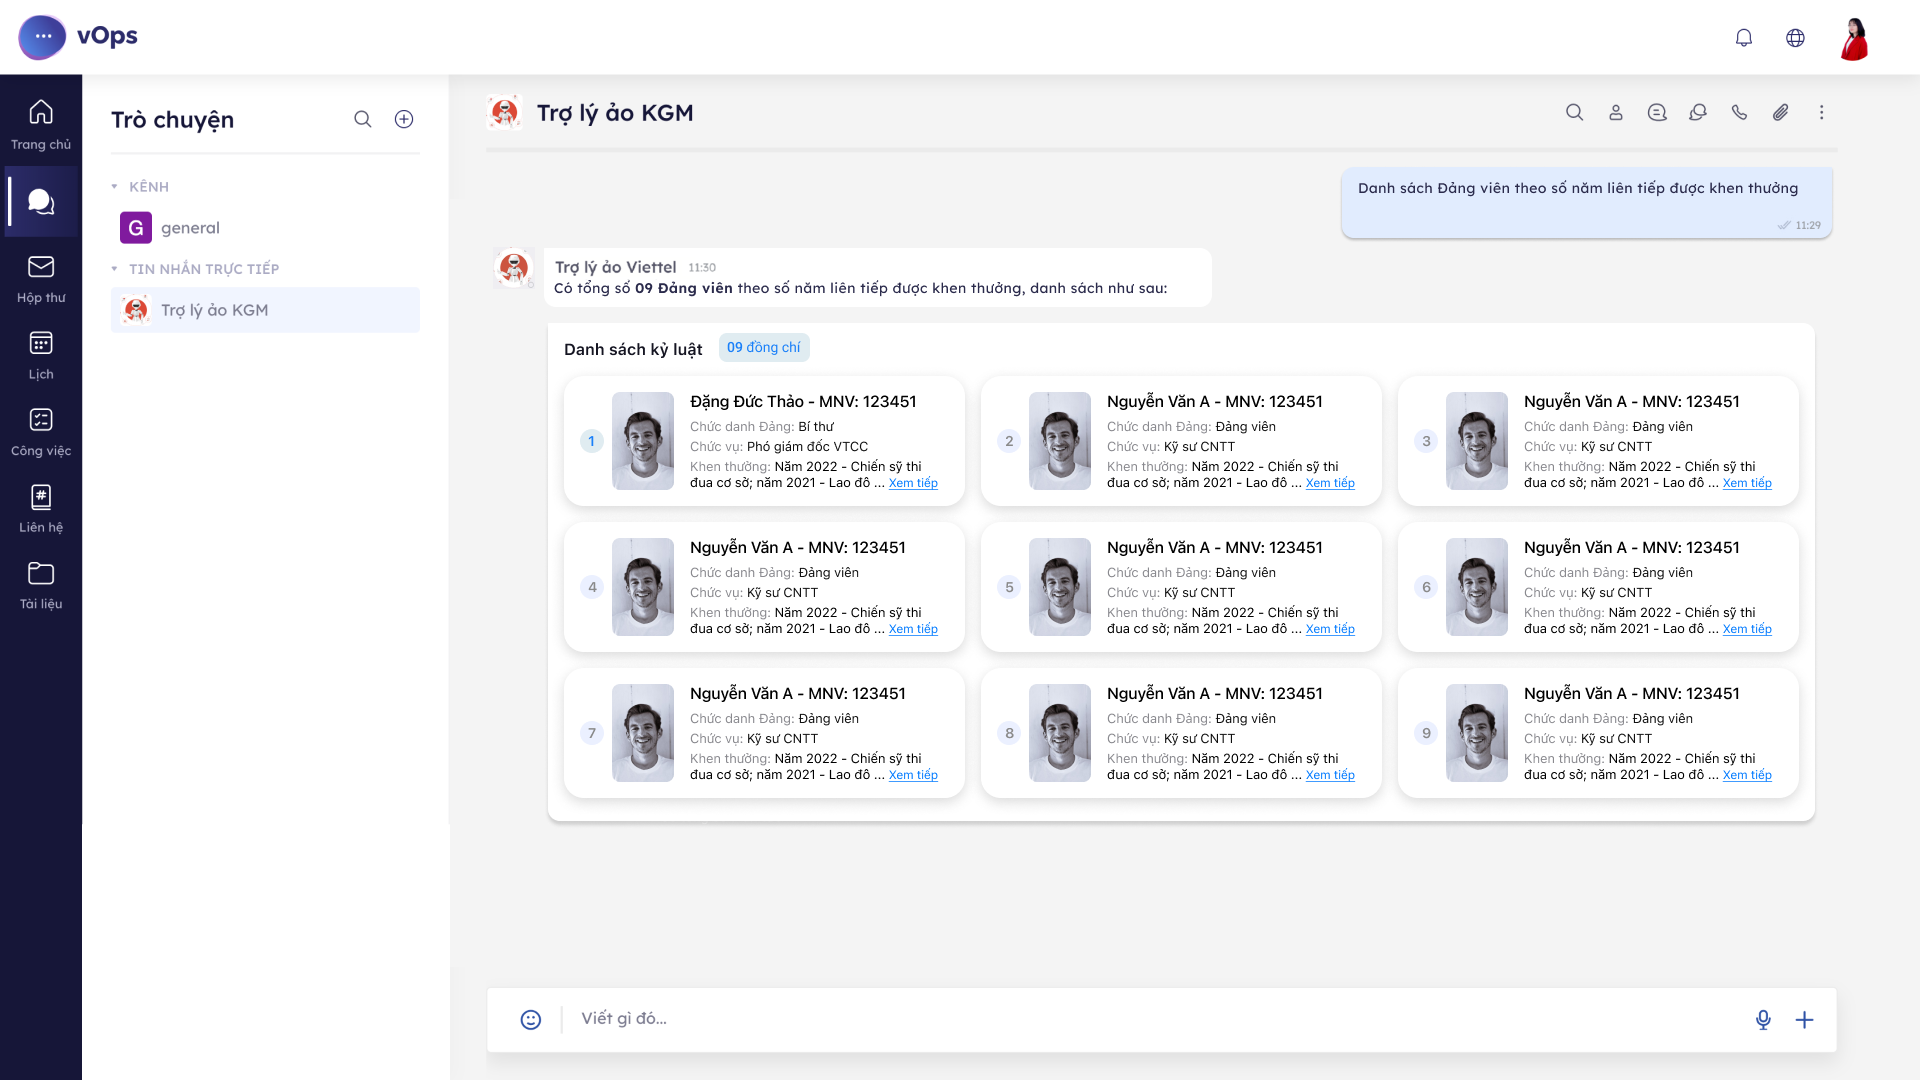 vOps
Trang chủ
Hộp thư
Lịch
Công việc
Liên hệ
Tài liệu
Trò chuyện
KÊNH
G general
TIN NHẮN TRỰC TIẾP
Trợ lý ảo KGM
Trợ lý ảo KGM
Danh sách Đảng viên theo số năm liên tiếp được khen thưởng
11:29
Trợ lý ảo Viettel 11:30
Có tổng số 09 Đảng viên theo số năm liên tiếp được khen thưởng, danh sách như sau:
Danh sách kỷ luật 09 đồng chí
1
Đặng Đức Thảo - MNV: 123451
Chức danh Đảng: Bí thư
Chức vụ: Phó giám đốc VTCC
Khen thưởng: Năm 2022 - Chiến sỹ thi
đua cơ sở; năm 2021 - Lao đô ... Xem tiếp
2
Nguyễn Văn A - MNV: 123451
Chức danh Đảng: Đảng viên
Chức vụ: Kỹ sư CNTT
Khen thưởng: Năm 2022 - Chiến sỹ thi
đua cơ sở; năm 2021 - Lao đô ... Xem tiếp
3
Nguyễn Văn A - MNV: 123451
Chức danh Đảng: Đảng viên
Chức vụ: Kỹ sư CNTT
Khen thưởng: Năm 2022 - Chiến sỹ thi
đua cơ sở; năm 2021 - Lao đô ... Xem tiếp
4
Nguyễn Văn A - MNV: 123451
Chức danh Đảng: Đảng viên
Chức vụ: Kỹ sư CNTT
Khen thưởng: Năm 2022 - Chiến sỹ thi
đua cơ sở; năm 2021 - Lao đô ... Xem tiếp
5
Nguyễn Văn A - MNV: 123451
Chức danh Đảng: Đảng viên
Chức vụ: Kỹ sư CNTT
Khen thưởng: Năm 2022 - Chiến sỹ thi
đua cơ sở; năm 2021 - Lao đô ... Xem tiếp
6
Nguyễn Văn A - MNV: 123451
Chức danh Đảng: Đảng viên
Chức vụ: Kỹ sư CNTT
Khen thưởng: Năm 2022 - Chiến sỹ thi
đua cơ sở; năm 2021 - Lao đô ... Xem tiếp
7
Nguyễn Văn A - MNV: 123451
Chức danh Đảng: Đảng viên
Chức vụ: Kỹ sư CNTT
Khen thưởng: Năm 2022 - Chiến sỹ thi
đua cơ sở; năm 2021 - Lao đô ... Xem tiếp
8
Nguyễn Văn A - MNV: 123451
Chức danh Đảng: Đảng viên
Chức vụ: Kỹ sư CNTT
Khen thưởng: Năm 2022 - Chiến sỹ thi
đua cơ sở; năm 2021 - Lao đô ... Xem tiếp
9
Nguyễn Văn A - MNV: 123451
Chức danh Đảng: Đảng viên
Chức vụ: Kỹ sư CNTT
Khen thưởng: Năm 2022 - Chiến sỹ thi
đua cơ sở; năm 2021 - Lao đô ... Xem tiếp
Viết gì đó...